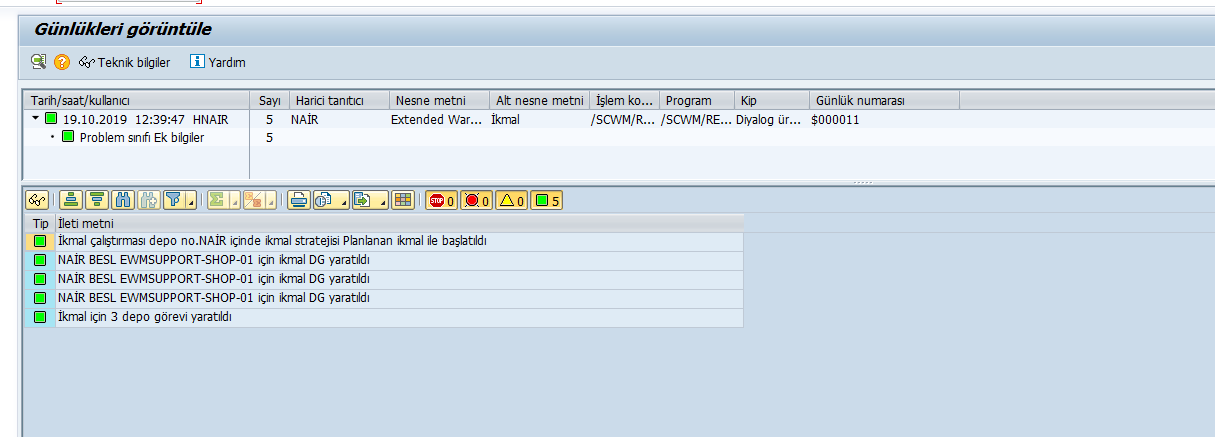 Günlükleri görüntüle
Teknik bilgiler Yardım
Tarih/saat/kullanıcı Sayı Harici tanıtıcı Nesne metni Alt nesne metni İşlem ko... Program Kip Günlük numarası
19.10.2019 12:39:47 HNAIR 5 NAİR Extended War... İkmal /SCWM/R... /SCWM/RE... Diyalog ür... $000011
Problem sınıfı Ek bilgiler 5
STOP 0 0 0 5
Tip İleti metni
İkmal çalıştırması depo no.NAİR içinde ikmal stratejisi Planlanan ikmal ile başlatıldı
NAİR BESL EWMSUPPORT-SHOP-01 için ikmal DG yaratıldı
NAİR BESL EWMSUPPORT-SHOP-01 için ikmal DG yaratıldı
NAİR BESL EWMSUPPORT-SHOP-01 için ikmal DG yaratıldı
İkmal için 3 depo görevi yaratıldı